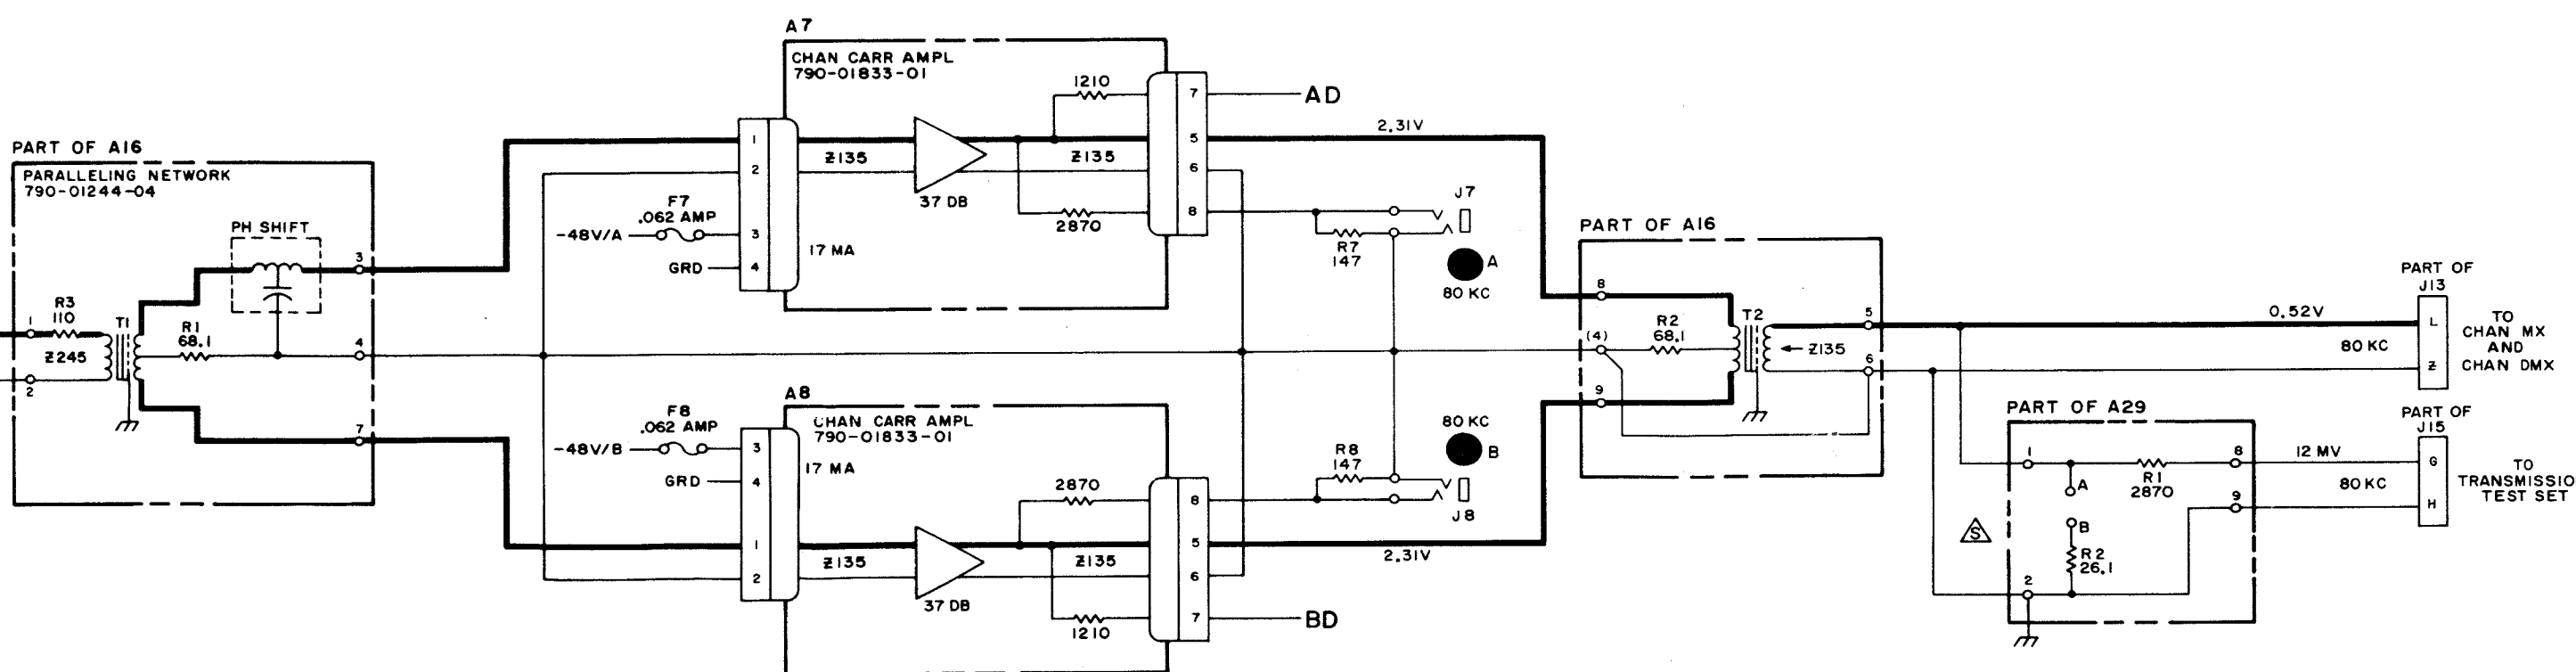 PART OF A16
PARALLELING NETWORK
790-01244-04
PH SHIFT
3
R3
110
1
T1
R1
68.1
Z245
4
2
7
A7
CHAN CARR AMPL
790-01833-01
1210
7
AD
1
Z135
Z135
5
2.31V
2
6
37 DB
F7
.062 AMP
-48V/A
3
17 MA
2870
8
GRD
4
J7
R7
147
A
80 KC
A8
CHAN CARR AMPL
790-01833-01
F8
.062 AMP
-48V/B
3
17 MA
GRD
4
2870
8
1
Z135
Z135
5
2.31V
2
6
37 DB
1210
7
BD
80 KC
B
R8
147
J8
PART OF A16
8
(4)
R2
68.1
T2
Z135
5
6
9
PART OF
J13
0.52V
L
80 KC
Z
TO
CHAN MX
AND
CHAN DMX
PART OF A29
1
A
R1
2870
8
9
B
R2
26.1
2
S
PART OF
J15
12 MV
G
80 KC
H
TO
TRANSMISSIO
TEST SET